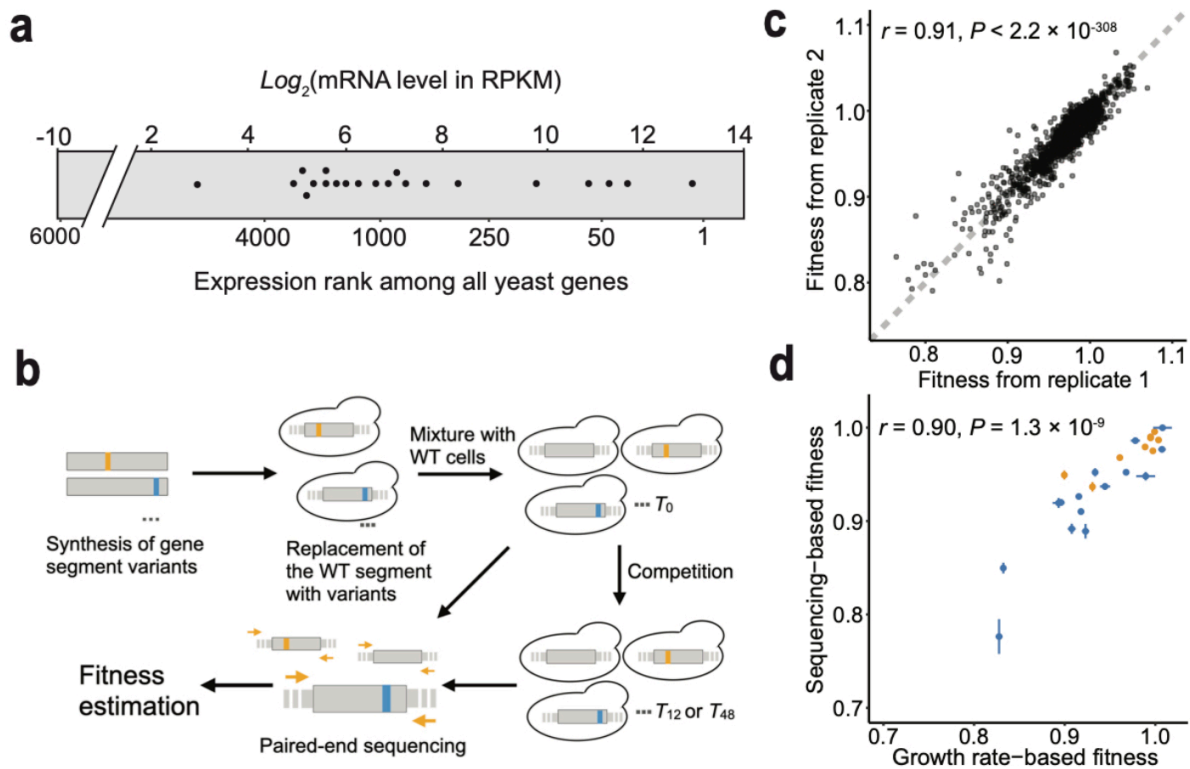 a
Log2(mRNA level in RPKM)
-10 2 4 6 8 10 12 14
6000 4000 1000 250 50 1
Expression rank among all yeast genes
b
Synthesis of gene
segment variants
Replacement of
the WT segment
with variants
Mixture with
WT cells
T0
Competition
T12 or T48
Paired-end sequencing
Fitness
estimation
c
r = 0.91, P < 2.2 × 10-308
Fitness from replicate 2
1.1
1.0
0.9
0.8
0.8 0.9 1.0 1.1
Fitness from replicate 1
d
r = 0.90, P = 1.3 × 10-9
Sequencing−based fitness
1.0
0.9
0.8
0.7
0.7 0.8 0.9 1.0
Growth rate−based fitness